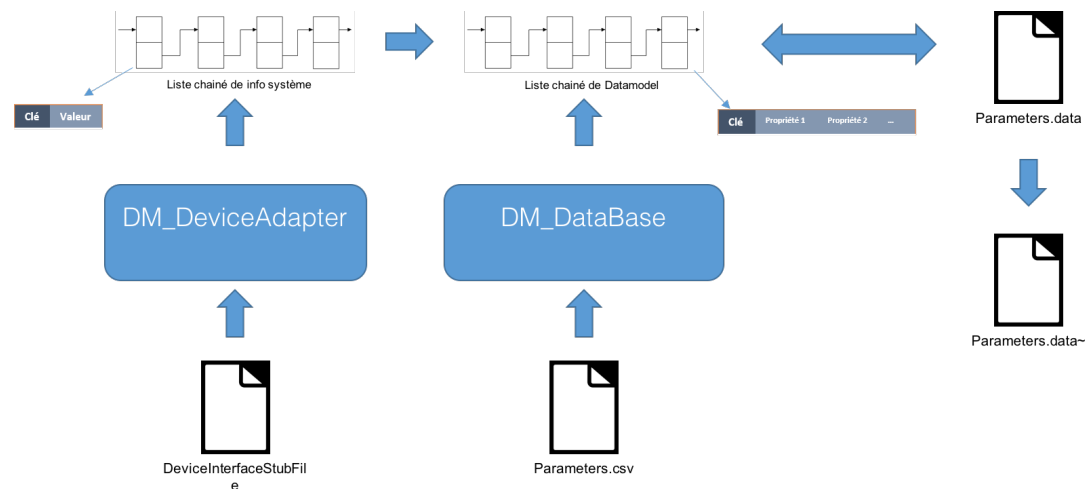 Liste chainé de info système
Liste chainé de Datamodel
Clé Valeur
Clé Propriété 1 Propriété 2 ...
Parameters.data
DM_DeviceAdapter
DM_DataBase
Parameters.data~
DeviceInterfaceStubFil
e
Parameters.csv